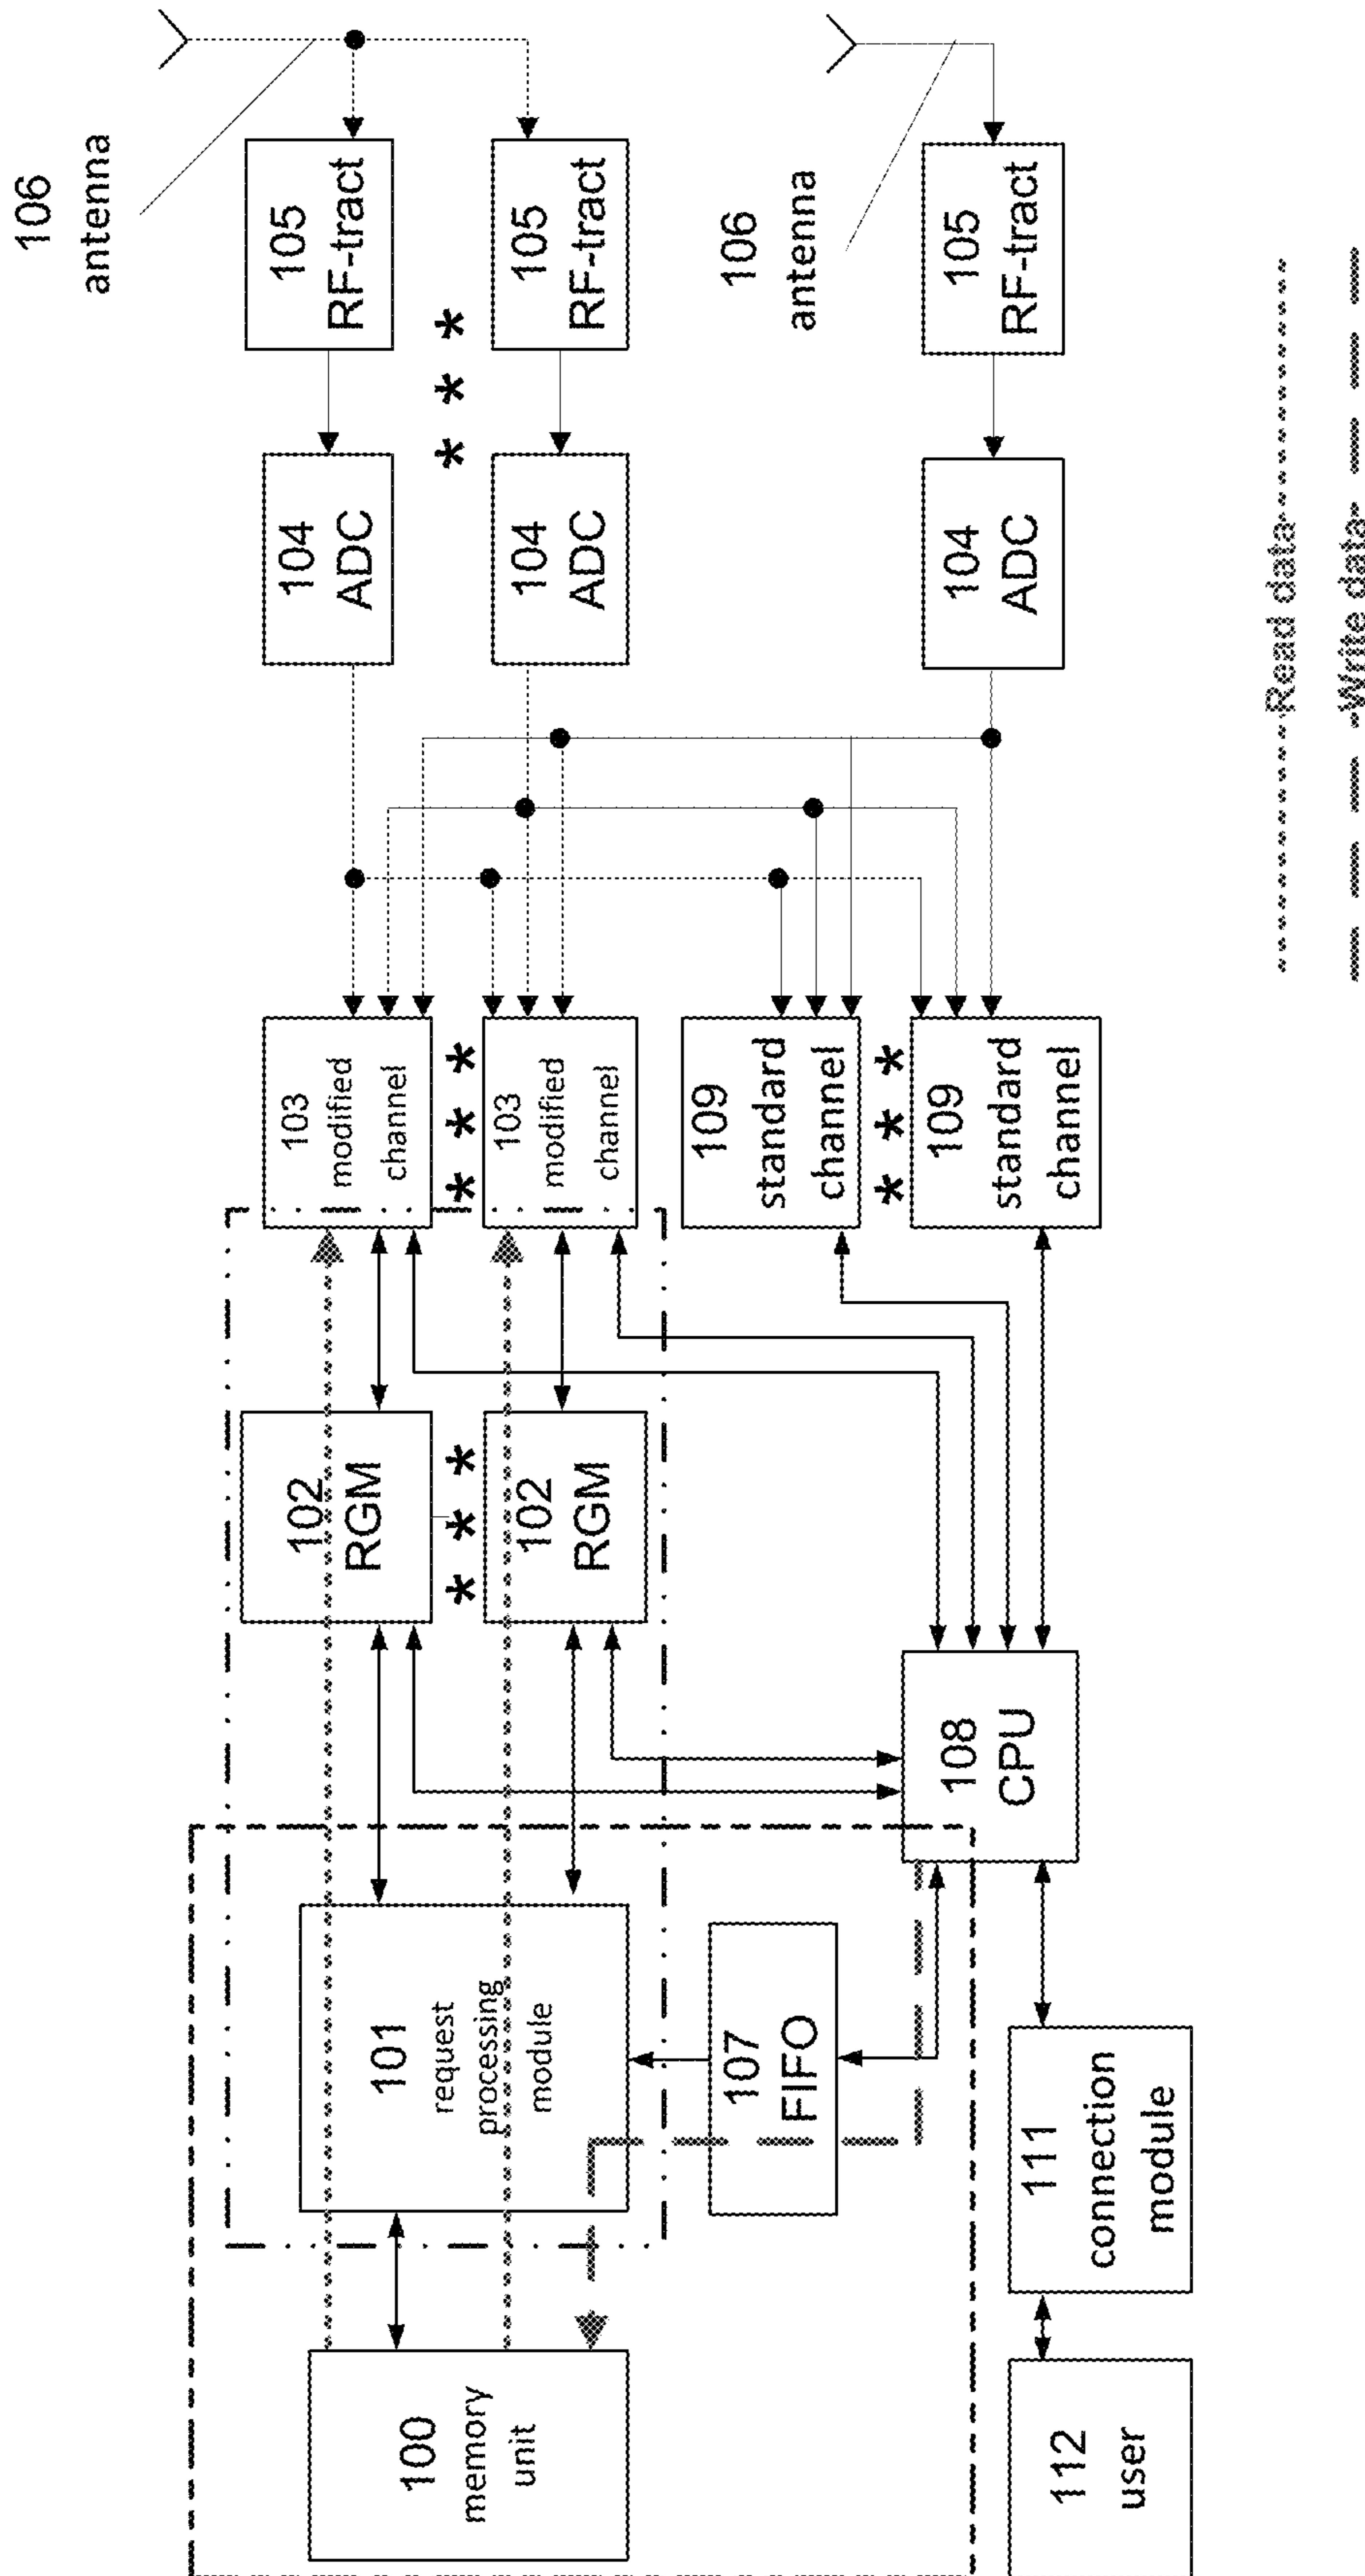 106
antenna
105
RF-tract
105
RF-tract
106
antenna
105
RF-tract
* * *
104
ADC
104
ADC
104
ADC
103
modified
channel
* * *
103
modified
channel
109
standard
channel
* * *
109
standard
channel
102
RGM
* * *
102
RGM
108
CPU
101
request
processing
module
107
FIFO
111
connection
module
100
memory
unit
112
user
Read data
Write data